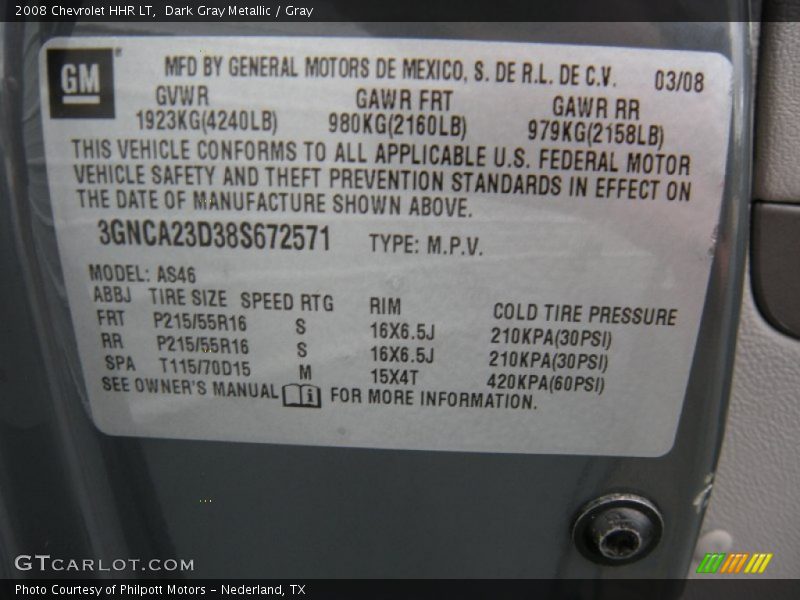 2008 Chevrolet HHR LT, Dark Gray Metallic / Gray
GM
MFD BY GENERAL MOTORS DE MEXICO, S. DE R.L. DE C.V. 03/08
GVWR GAWR FRT GAWR RR
1923KG(4240LB) 980KG(2160LB) 979KG(2158LB)
THIS VEHICLE CONFORMS TO ALL APPLICABLE U.S. FEDERAL MOTOR
VEHICLE SAFETY AND THEFT PREVENTION STANDARDS IN EFFECT ON
THE DATE OF MANUFACTURE SHOWN ABOVE.
3GNCA23D38S672571 TYPE: M.P.V.
MODEL: AS46
ABBJ TIRE SIZE SPEED RTG RIM COLD TIRE PRESSURE
FRT P215/55R16 S 16X6.5J 210KPA(30PSI)
RR P215/55R16 S 16X6.5J 210KPA(30PSI)
SPA T115/70D15 M 15X4T 420KPA(60PSI)
SEE OWNER'S MANUAL i FOR MORE INFORMATION.
GTCARLOT.COM
Photo Courtesy of Philpott Motors - Nederland, TX